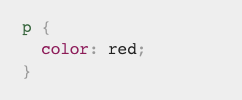 p {
  color: red;
}